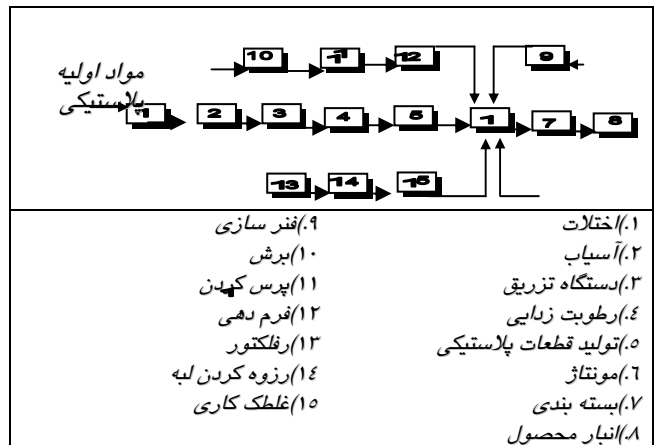 10 11 12 9
مواد اولیه
پلاستیکی
1 2 3 4 5 1 7 8
13 14 15
۱.)اختلات
۲.)آسیاب
۳.)دستگاه تزریق
٤.)رطوبت زدایی
٥.)تولید قطعات پلاستیکی
٦.)مونتاژ
۷.)بسته بندی
۸.)انبار محصول
۹.)فنر سازی
۱۰)برش
۱۱)پرس کردن
۱۲)فرم دهی
۱۳)رفلکتور
۱٤)رزوه کردن لبه
۱٥)غلطک کاری